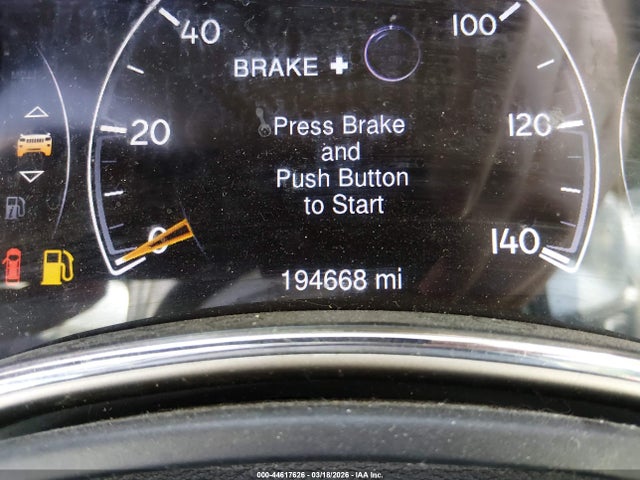 40
100
BRAKE +
20
Press Brake
120
and
Push Button
to Start
0
140
194668 mi
000-44617626 - 03/18/2026 - IAA Inc.